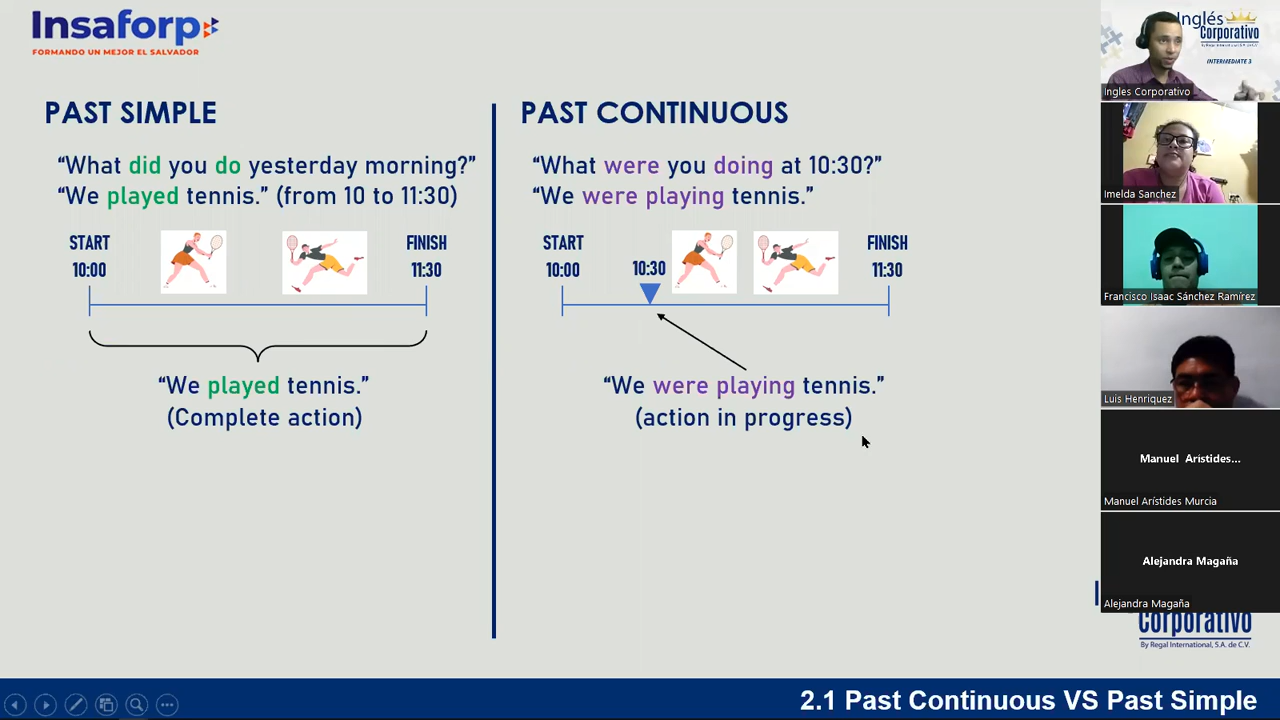 Insaforp
FORMANDO UN MEJOR EL SALVADOR
PAST SIMPLE
“What did you do yesterday morning?”
“We played tennis.” (from 10 to 11:30)
START
10:00
FINISH
11:30
“We played tennis.”
(Complete action)
PAST CONTINUOUS
“What were you doing at 10:30?”
“We were playing tennis.”
START
10:00
10:30
FINISH
11:30
“We were playing tennis.”
(action in progress)
Inglés
Corporativo
By Regal International, S.A. de C.V.
INTERMEDIATE 3
Ingles Corporativo
Imelda Sanchez
Francisco Isaac Sánchez Ramírez
Luis Henriquez
Manuel Arístides...
Manuel Arístides Murcia
Alejandra Magaña
Alejandra Magaña
Corporativo
By Regal International, S.A. de C.V.
2.1 Past Continuous VS Past Simple